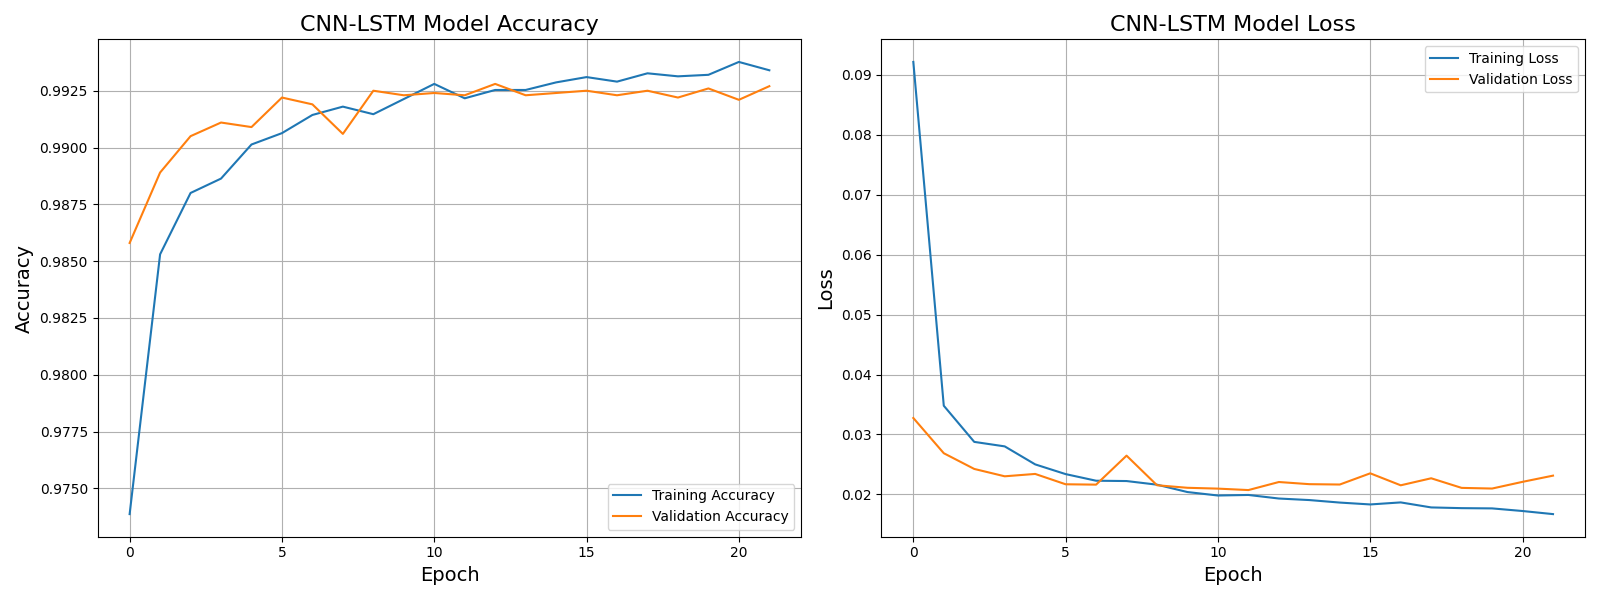 CNN-LSTM Model Accuracy
Accuracy
0.9925
0.9900
0.9875
0.9850
0.9825
0.9800
0.9775
0.9750
Training Accuracy
Validation Accuracy
0 5 10 15 20
Epoch
CNN-LSTM Model Loss
Loss
0.09
0.08
0.07
0.06
0.05
0.04
0.03
0.02
Training Loss
Validation Loss
0 5 10 15 20
Epoch